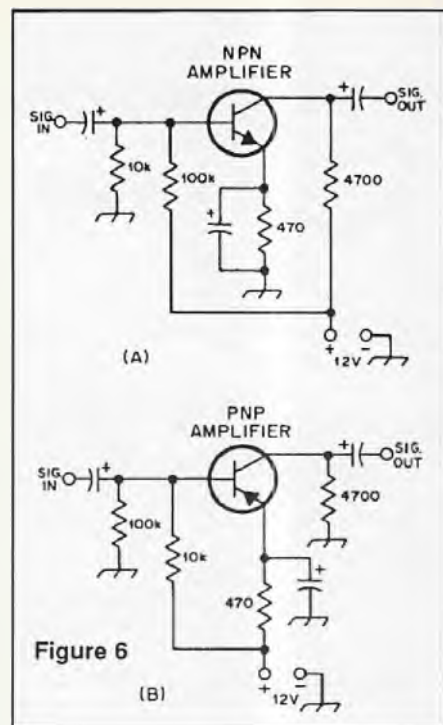 NPN
AMPLIFIER
SIG.
IN
+
+
SIG.
OUT
10k
100k
4700
+
470
+
12V
−
(A)
PNP
AMPLIFIER
SIG.
IN
+
+
SIG.
OUT
100k
10k
4700
+
470
Figure 6
+
12V
−
(B)